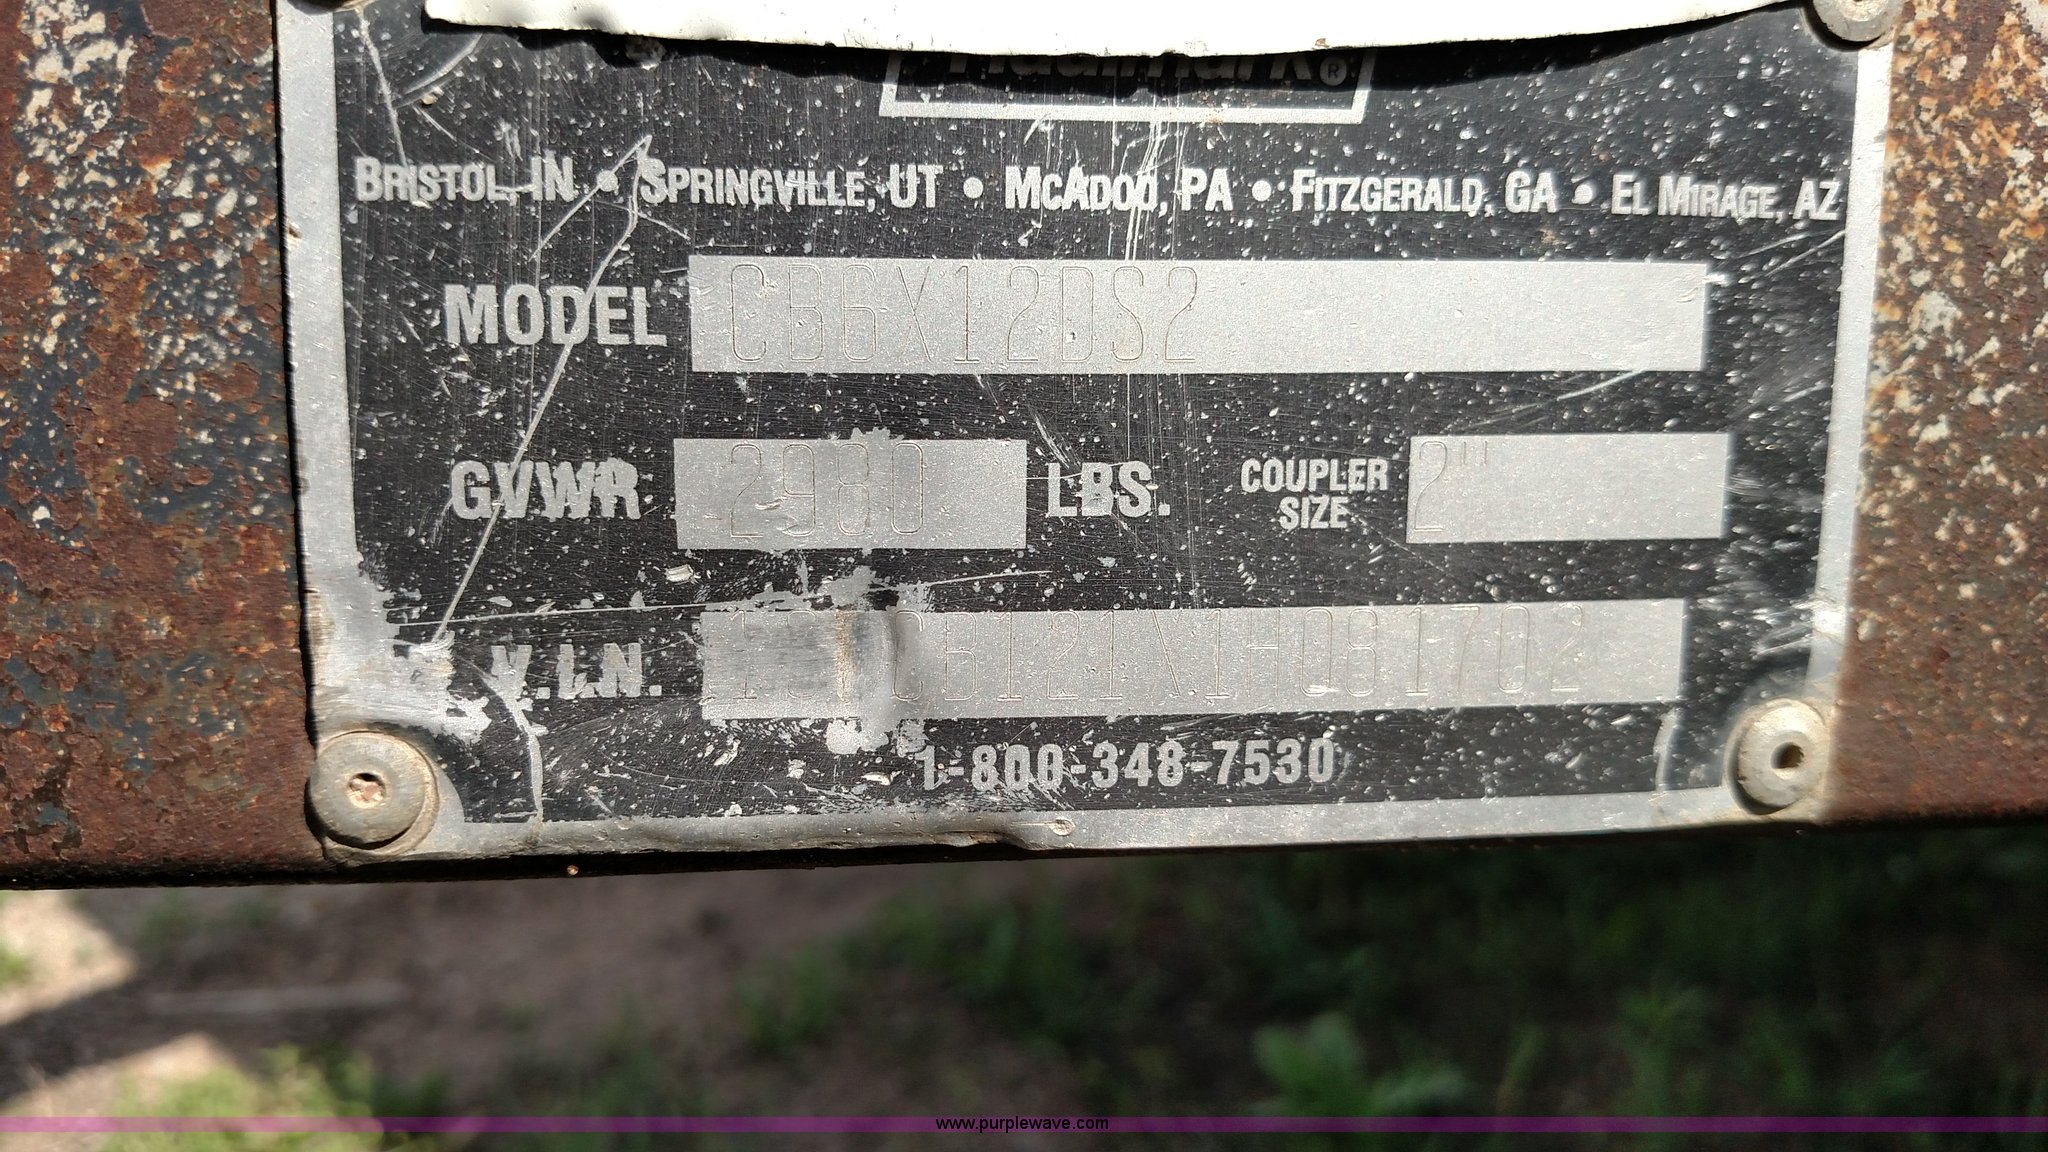 BRISTOL, IN • SPRINGVILLE, UT • MCADOO, PA • FITZGERALD, GA • EL MIRAGE, AZ
MODEL CB6X12DS2
GVWR 2980 LBS. COUPLER SIZE 2"
V.I.N.
1-800-348-7530
www.purplewave.com